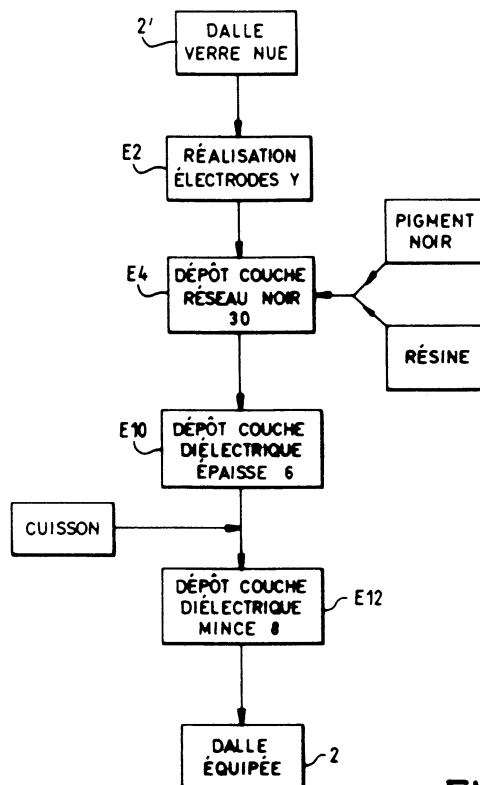 2'
DALLE
VERRE NUE
E2
RÉALISATION
ÉLECTRODES Y
PIGMENT
NOIR
E4
DÉPÔT COUCHE
RÉSEAU NOIR
30
RÉSINE
E10
DÉPÔT COUCHE
DIÉLECTRIQUE
ÉPAISSE 6
CUISSON
DÉPÔT COUCHE
DIÉLECTRIQUE
MINCE 8
E12
DALLE
ÉQUIPÉE
2